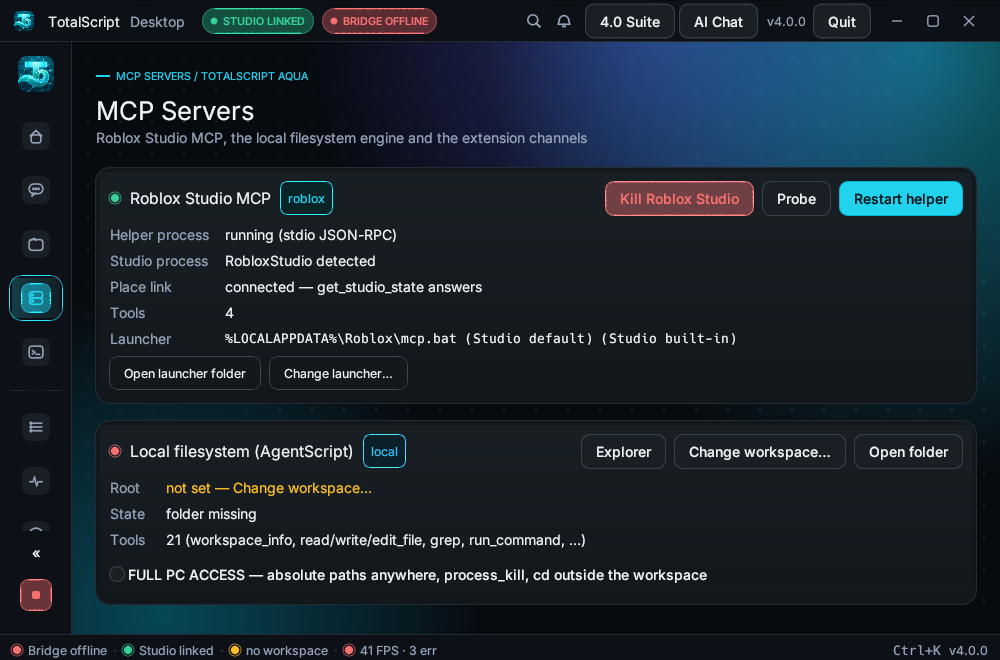 TotalScript Desktop STUDIO LINKED BRIDGE OFFLINE 4.0 Suite AI Chat v4.0.0 Quit
MCP SERVERS / TOTALSCRIPT AQUA
MCP Servers
Roblox Studio MCP, the local filesystem engine and the extension channels
Roblox Studio MCP roblox Kill Roblox Studio Probe Restart helper
Helper process running (stdio JSON-RPC)
Studio process RobloxStudio detected
Place link connected — get_studio_state answers
Tools 4
Launcher %LOCALAPPDATA%\Roblox\mcp.bat (Studio default) (Studio built-in)
Open launcher folder Change launcher...
Local filesystem (AgentScript) local Explorer Change workspace... Open folder
Root not set — Change workspace...
State folder missing
Tools 21 (workspace_info, read/write/edit_file, grep, run_command, ...)
FULL PC ACCESS — absolute paths anywhere, process_kill, cd outside the workspace
«
Bridge offline · Studio linked · no workspace · 41 FPS · 3 err Ctrl+K v4.0.0